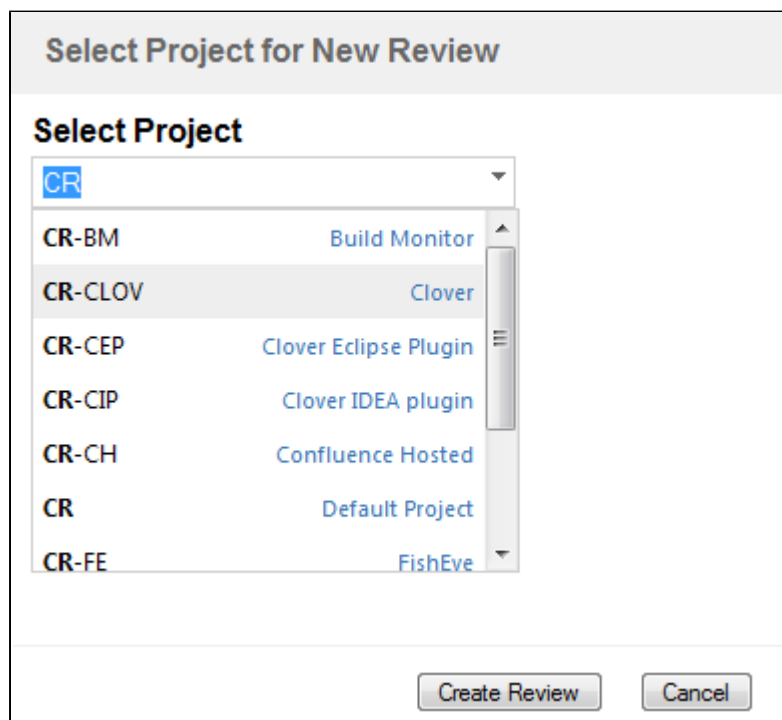 Select Project for New Review
Select Project
CR
CR-BM Build Monitor
CR-CLOV Clover
CR-CEP Clover Eclipse Plugin
CR-CIP Clover IDEA plugin
CR-CH Confluence Hosted
CR Default Project
CR-FE FishEye
Create Review Cancel